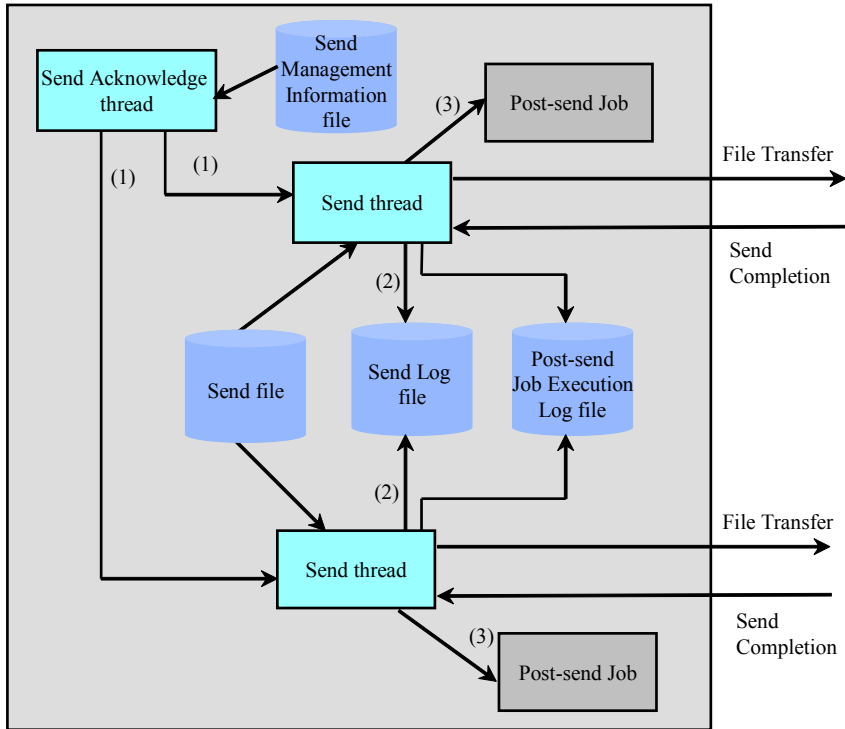 Send
Management
Information
file
Send Acknowledge
thread
(3)
Post-send Job
(1)
(1)
File Transfer
Send thread
Send
Completion
(2)
Send file
Send Log
file
Post-send
Job Execution
Log file
(2)
File Transfer
Send thread
Send
Completion
(3)
Post-send Job